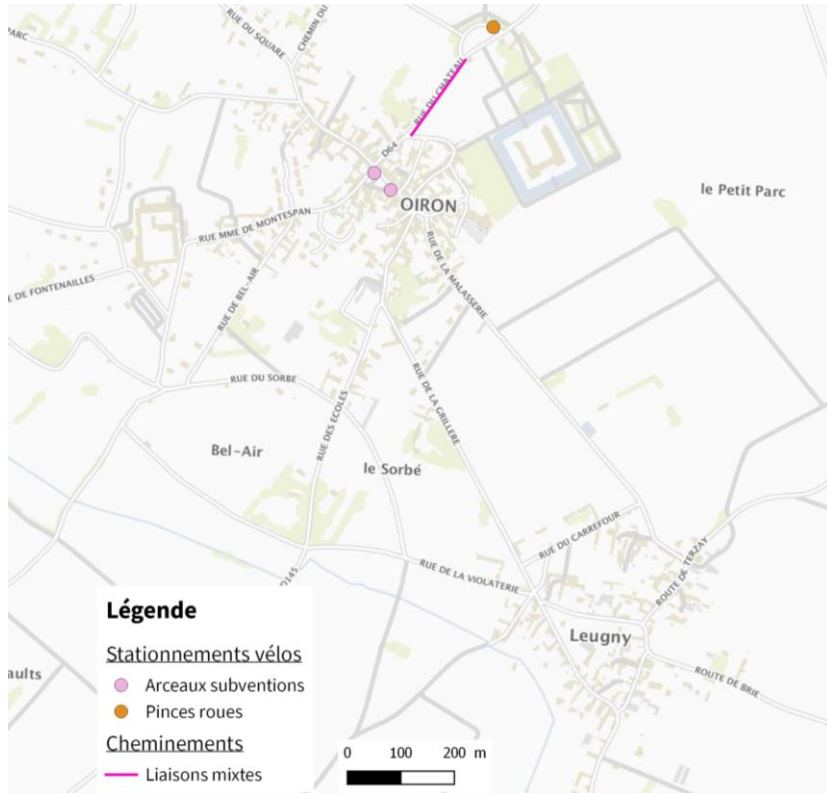 PARC
RUE DU SQUARE
CHEMIN DU
RUE DU CHATEAU
D64
le Petit Parc
OIRON
RUE MME DE MONTESPAN
RUE DE LA MALASSERIE
E DE FONTENAILLES
RUE DE BEL-AIR
RUE DU SORBE
RUE DE LA GRILLERE
RUE DES ECOLES
Bel-Air
le Sorbé
RUE DU CARREFOUR
ROUTE DE TERZAY
D145
RUE DE LA VIOLATERIE
Leugny
ROUTE DE BRIE
aults
Légende
Stationnements vélos
Arceaux subventions
Pinces roues
Cheminements
Liaisons mixtes
0 100 200 m